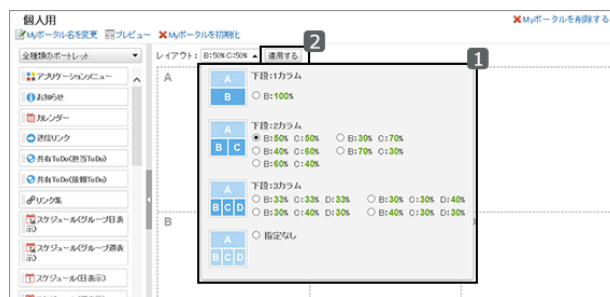 個人用
Myポータル名を変更 プレビュー Myポータルを初期化 Myポータルを削除する
全種類のポートレット
レイアウト: B:50% C:50% 適用する
2
1
アプリケーションメニュー
お知らせ
カレンダー
逆引リンク
共有ToDo(担当ToDo)
共有ToDo(依頼ToDo)
リンク集
スケジュール(グループ日表示)
スケジュール(グループ週表示)
スケジュール(日表示)
A
B
A
B
下段:1カラム
B:100%
A
B C
下段:2カラム
B:50% C:50% B:30% C:70%
B:40% C:60% B:70% C:30%
B:60% C:40%
A
B C D
下段:3カラム
B:33% C:33% D:33% B:30% C:30% D:40%
B:30% C:40% D:30% B:40% C:30% D:30%
A
B C D
指定なし